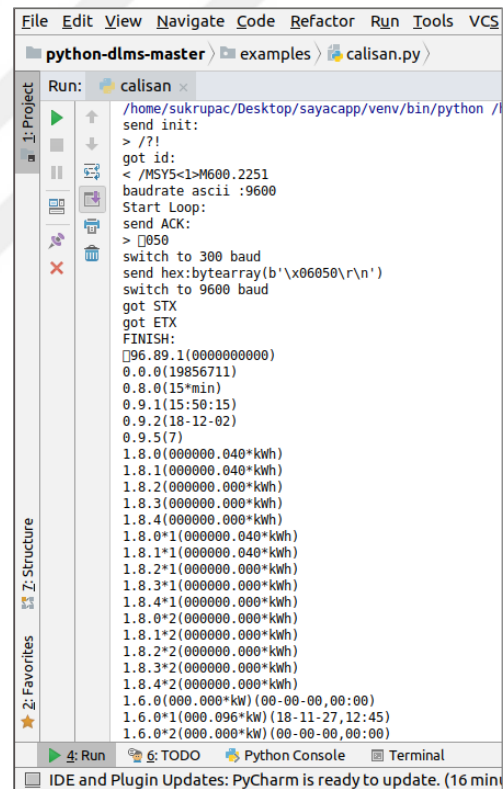 File Edit View Navigate Code Refactor Run Tools VCS
python-dlms-master examples calisan.py
1: Project
Run: calisan
/home/sukrupac/Desktop/sayacapp/venv/bin/python /h
send init:
> /?!
got id:
< /MSY5<1>M600.2251
baudrate ascii :9600
Start Loop:
send ACK:
> □050
switch to 300 baud
send hex:bytearray(b'\x06050\r\n')
switch to 9600 baud
got STX
got ETX
FINISH:
□96.89.1(0000000000)
0.0.0(19856711)
0.8.0(15*min)
0.9.1(15:50:15)
0.9.2(18-12-02)
0.9.5(7)
1.8.0(000000.040*kWh)
1.8.1(000000.040*kWh)
1.8.2(000000.000*kWh)
1.8.3(000000.000*kWh)
1.8.4(000000.000*kWh)
1.8.0*1(000000.040*kWh)
1.8.1*1(000000.040*kWh)
1.8.2*1(000000.000*kWh)
1.8.3*1(000000.000*kWh)
1.8.4*1(000000.000*kWh)
1.8.0*2(000000.000*kWh)
1.8.1*2(000000.000*kWh)
1.8.2*2(000000.000*kWh)
1.8.3*2(000000.000*kWh)
1.8.4*2(000000.000*kWh)
1.6.0(000.000*kW)(00-00-00,00:00)
1.6.0*1(000.096*kW)(18-11-27,12:45)
1.6.0*2(000.000*kW)(00-00-00,00:00)
7: Structure
2: Favorites
4: Run 6: TODO Python Console Terminal
IDE and Plugin Updates: PyCharm is ready to update. (16 minu